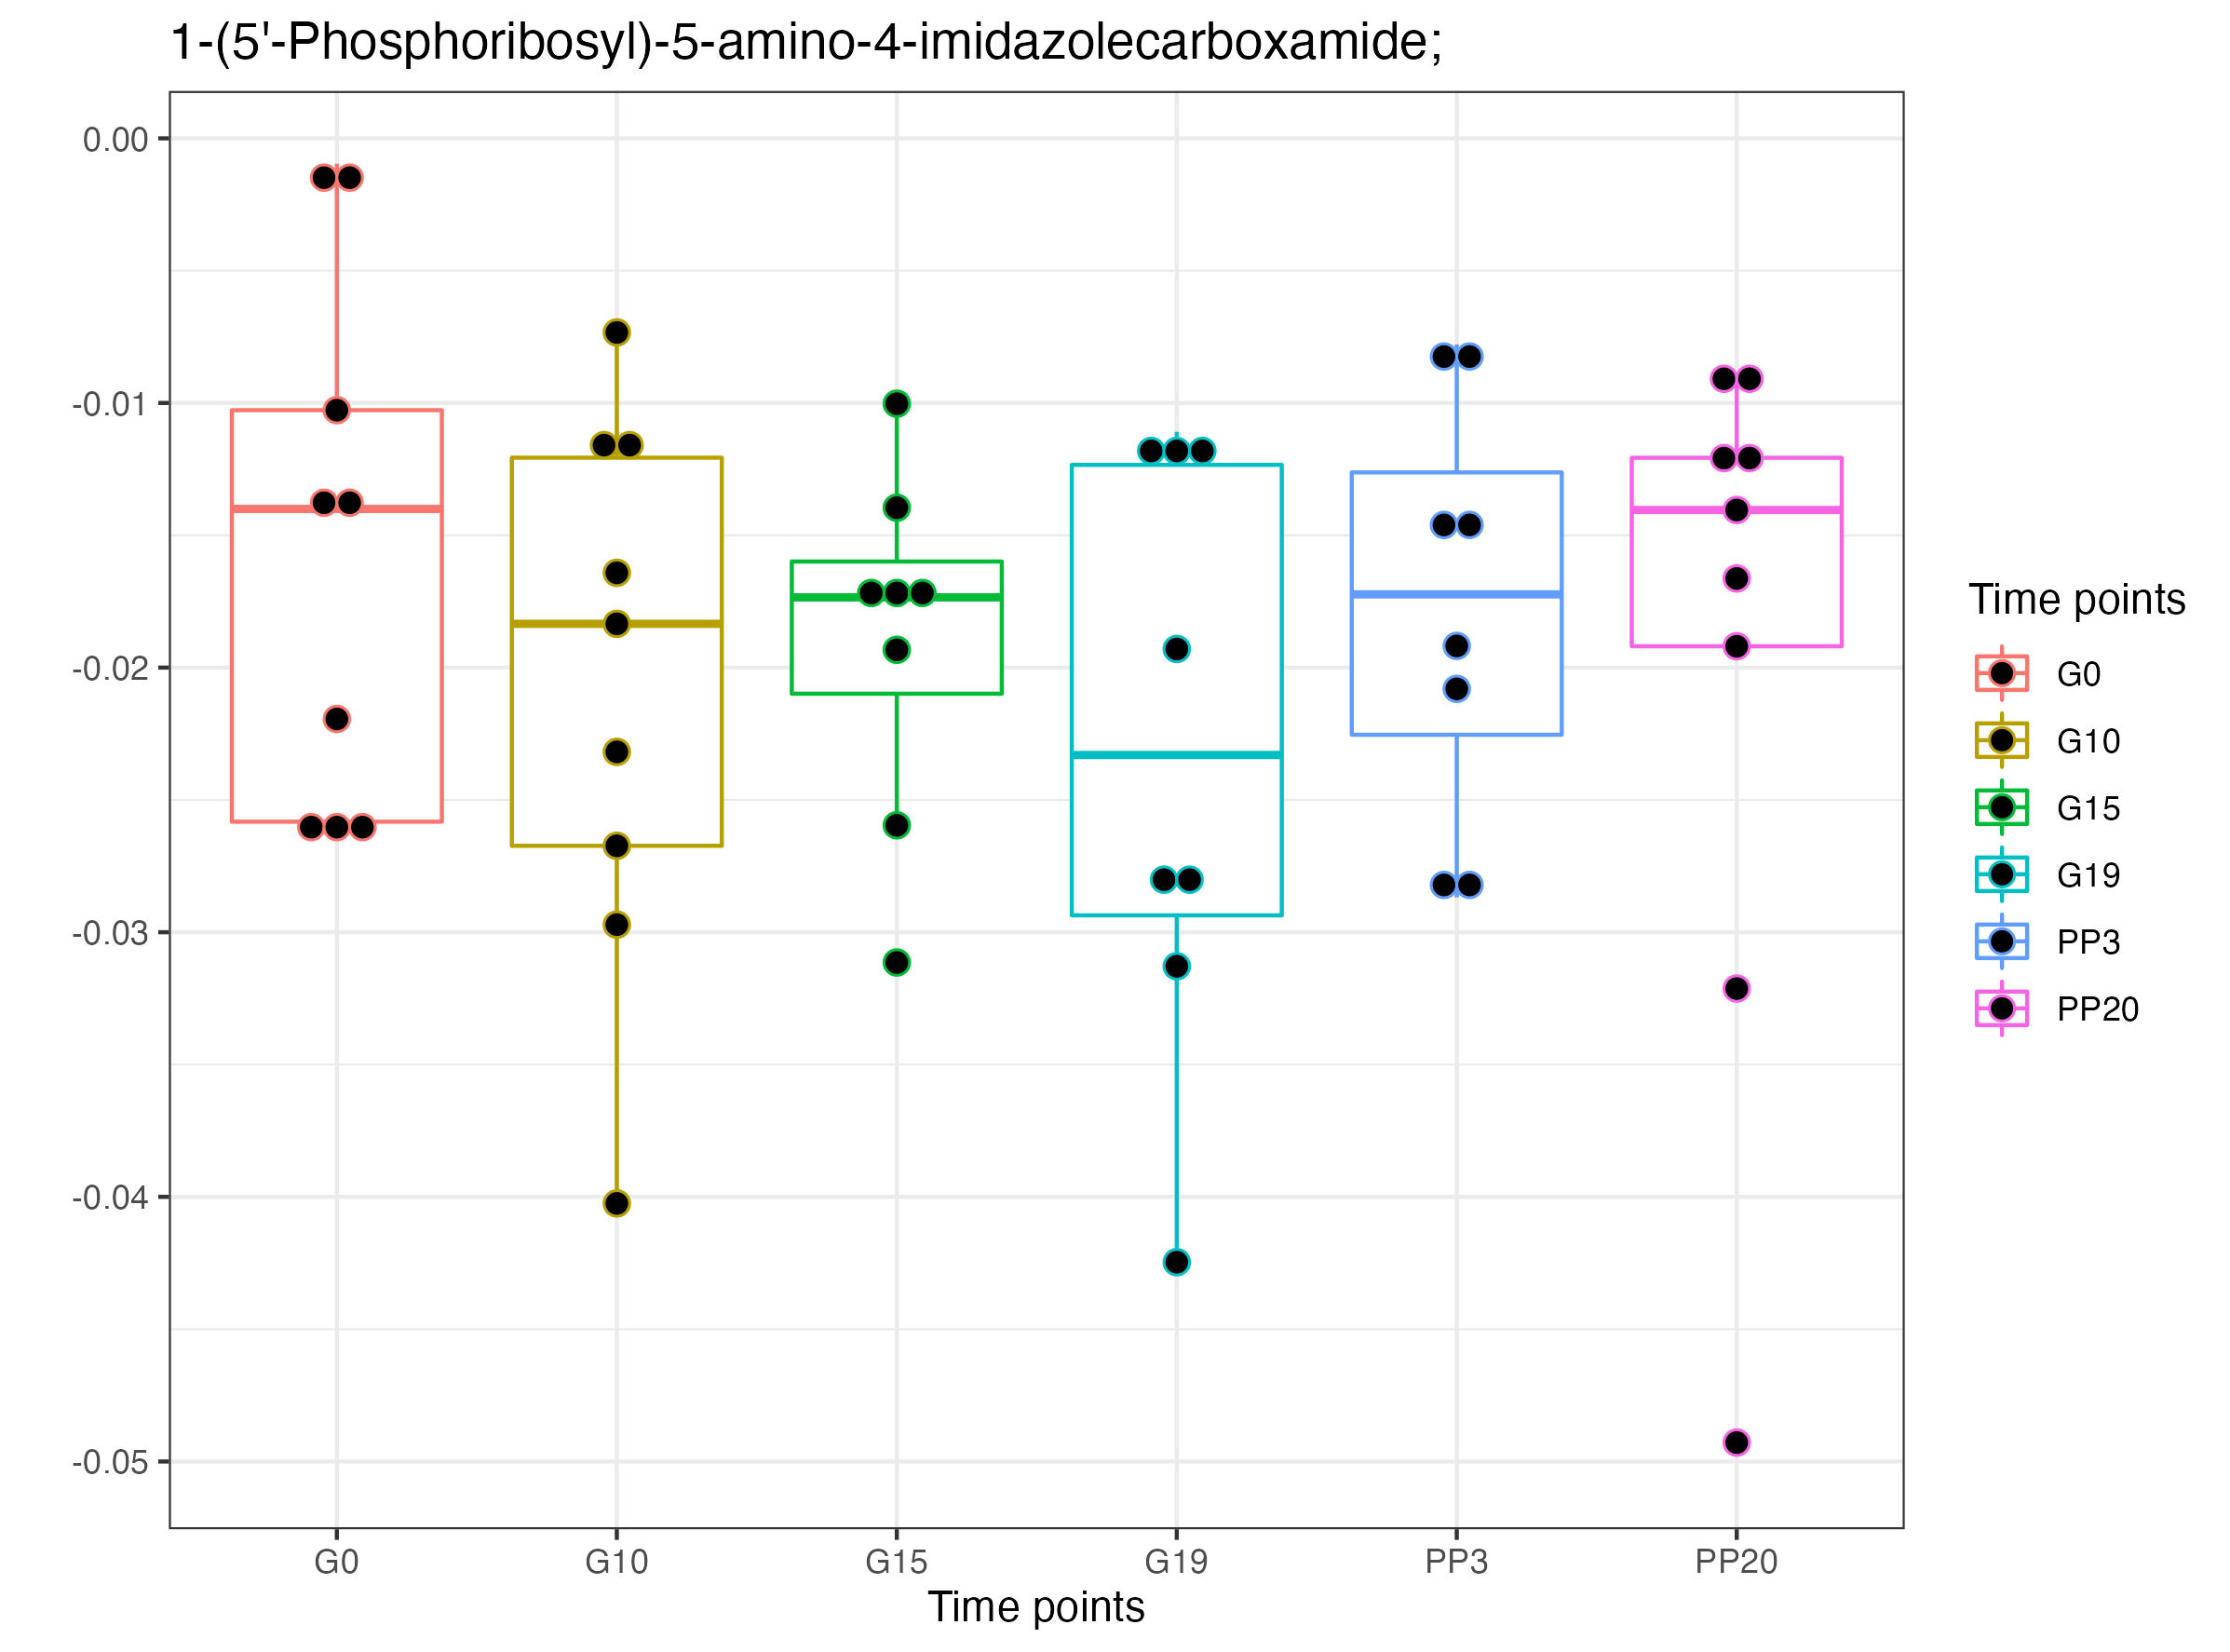 1-(5'-Phosphoribosyl)-5-amino-4-imidazolecarboxamide;
0.00
-0.01
-0.02
-0.03
-0.04
-0.05
G0 G10 G15 G19 PP3 PP20
Time points
Time points
G0
G10
G15
G19
PP3
PP20